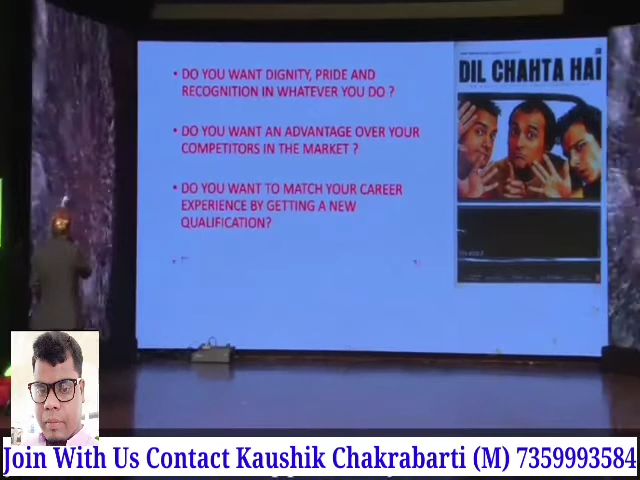 • DO YOU WANT DIGNITY, PRIDE AND
RECOGNITION IN WHATEVER YOU DO ?
• DO YOU WANT AN ADVANTAGE OVER YOUR
COMPETITORS IN THE MARKET ?
• DO YOU WANT TO MATCH YOUR CAREER
EXPERIENCE BY GETTING A NEW
QUALIFICATION?
DIL CHAHTA HAI
Join With Us Contact Kaushik Chakrabarti (M) 7359993584